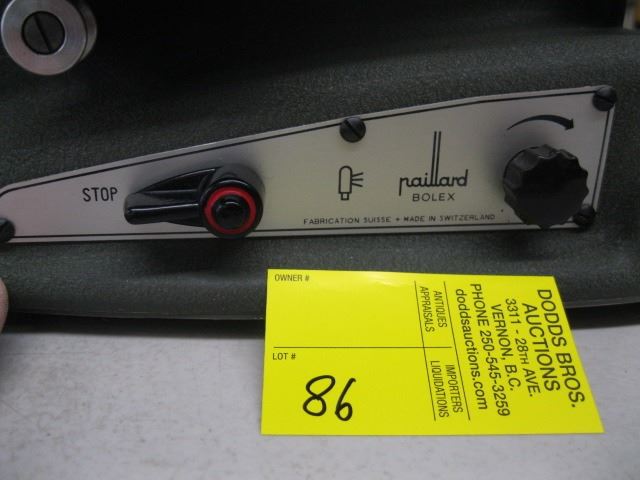 STOP
paillard
BOLEX
FABRICATION SUISSE + MADE IN SWITZERLAND
OWNER #
LOT #
86
ANTIQUES
APPRAISALS
IMPORTERS
LIQUIDATIONS
DODDS BROS.
AUCTIONS
3311 - 28TH AVE.
VERNON, B.C.
PHONE 250-545-3259
doddsauctions.com